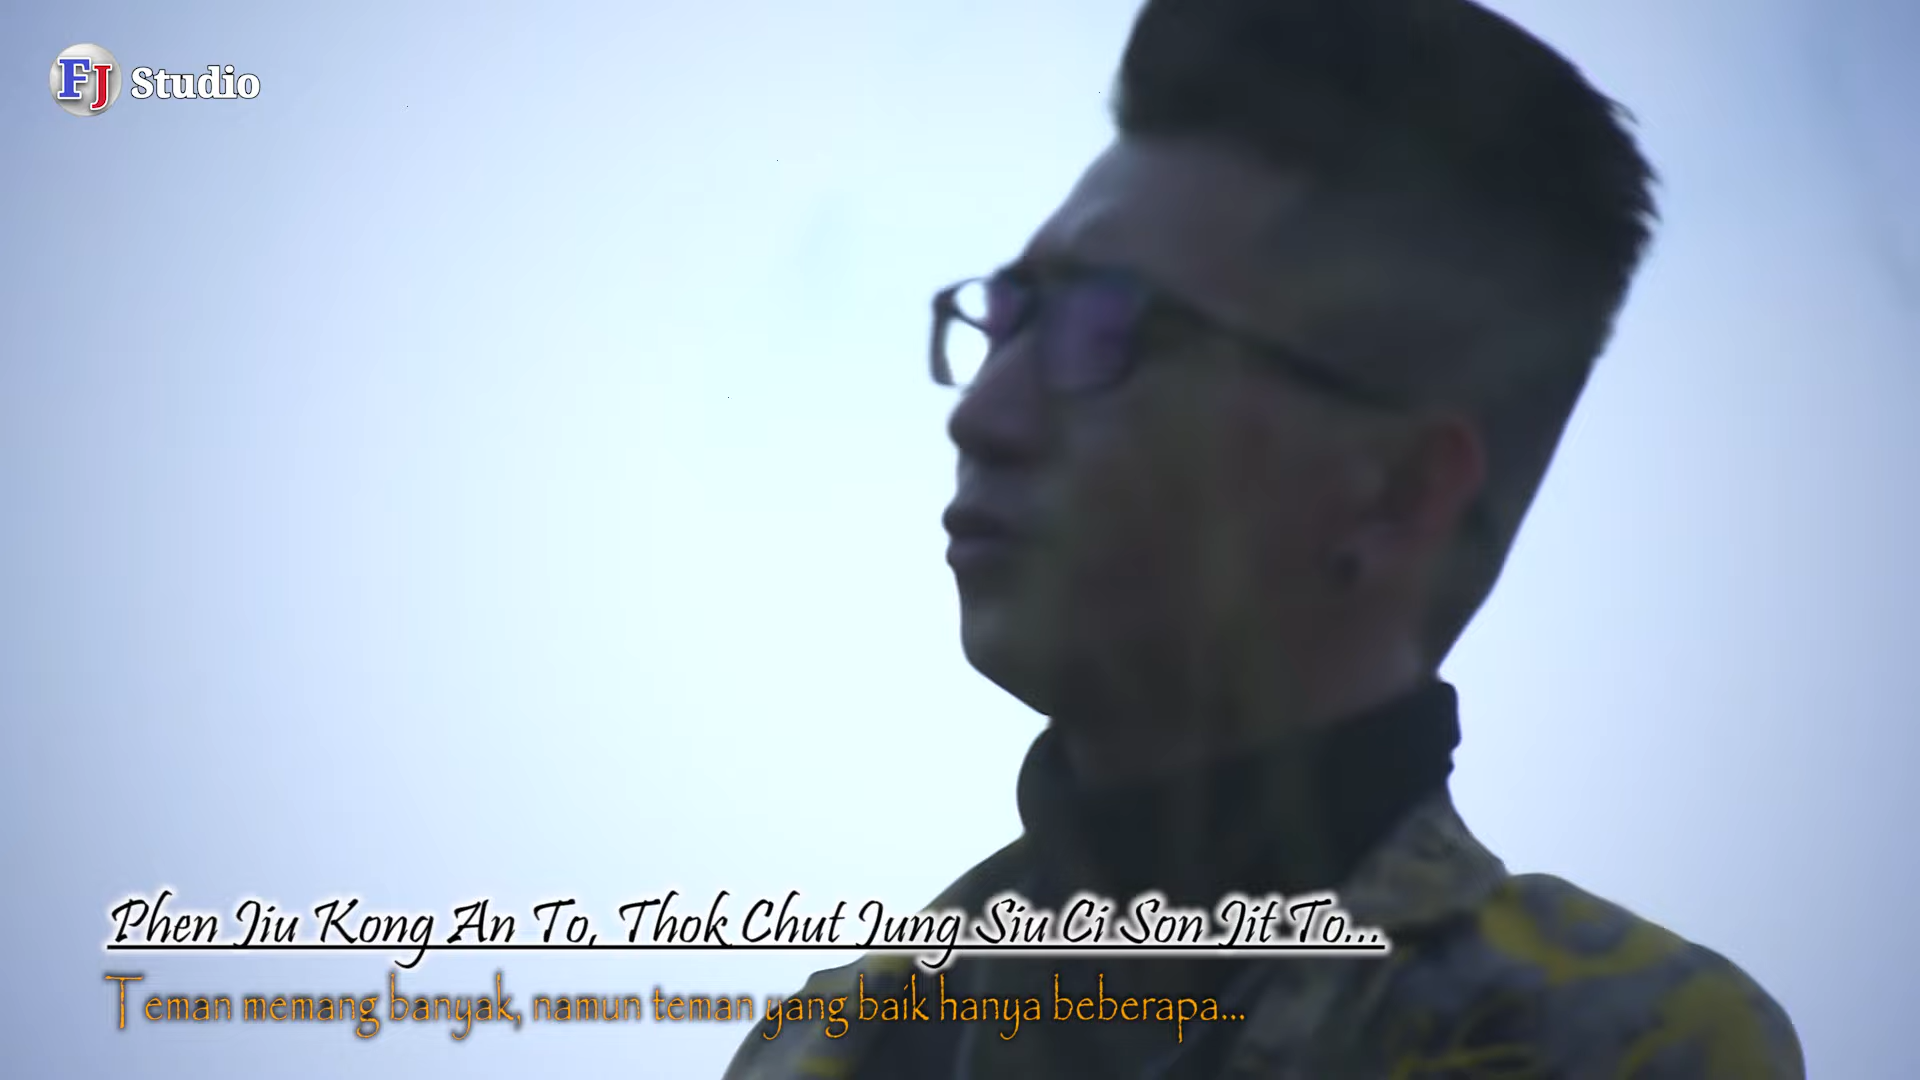 FJ Studio
Phen Jiu Kong An To, Thok Chut Jung Siu Ci Son Jit To...
Teman memang banyak, namun teman yang baik hanya beberapa...